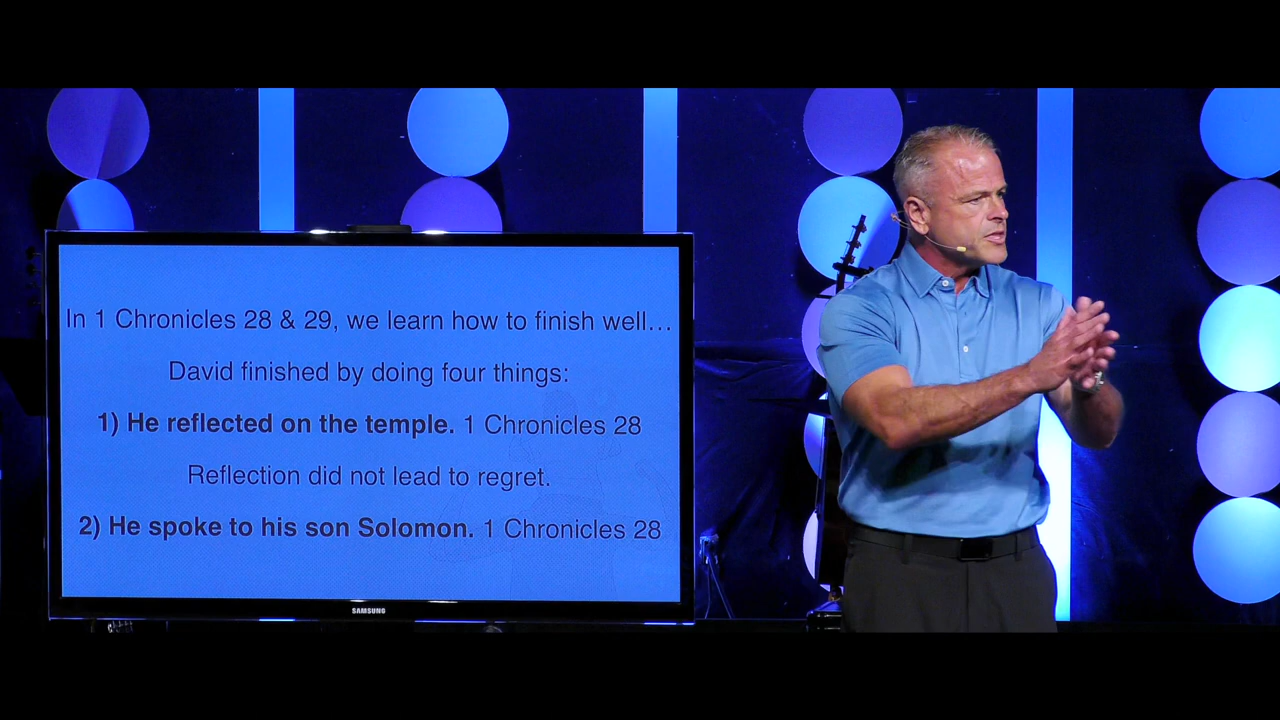 In 1 Chronicles 28 & 29, we learn how to finish well…
David finished by doing four things:
1) He reflected on the temple. 1 Chronicles 28
Reflection did not lead to regret.
2) He spoke to his son Solomon. 1 Chronicles 28
SAMSUNG